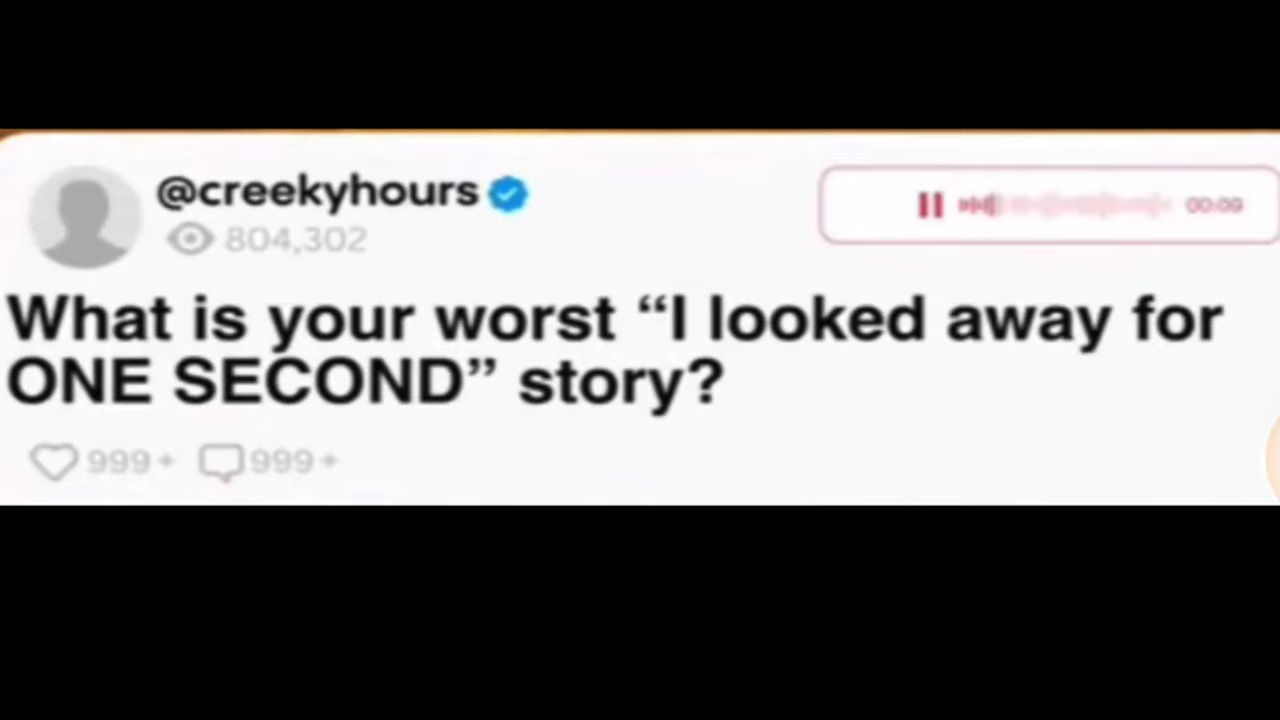 @creekyhours
804,302
00:09
What is your worst “I looked away for
ONE SECOND” story?
999+ 999+